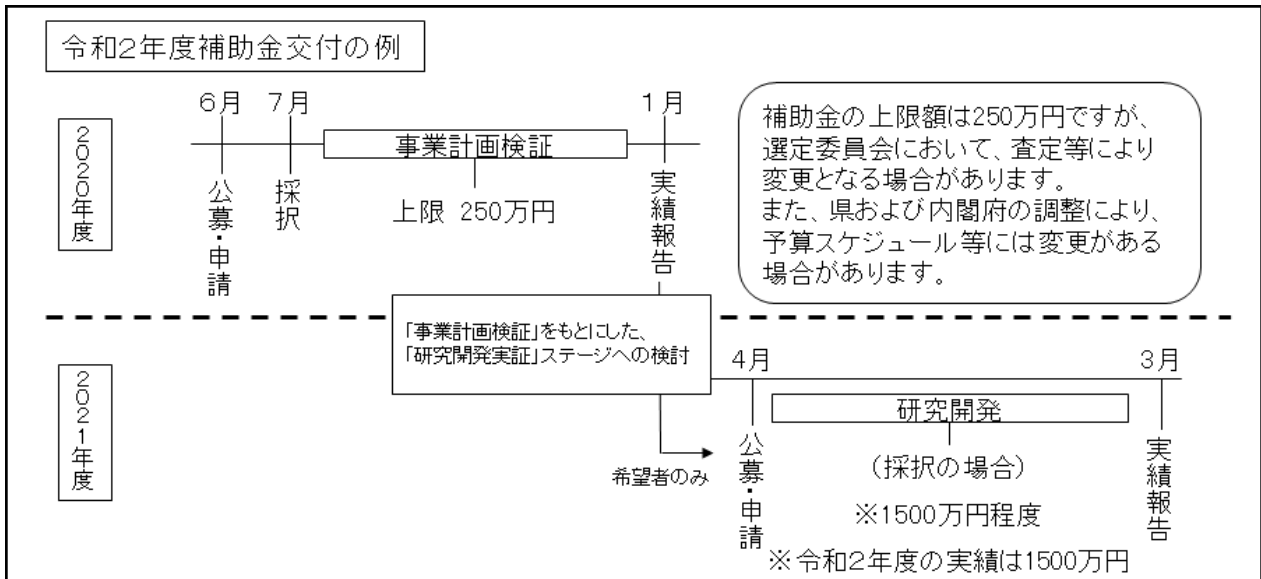 令和2年度補助金交付の例
2020年度
6月
7月
1月
公募・申請
採択
事業計画検証
上限 250万円
実績報告
補助金の上限額は250万円ですが、
選定委員会において、査定等により
変更となる場合があります。
また、県および内閣府の調整により、
予算スケジュール等には変更がある
場合があります。
「事業計画検証」をもとにした、
「研究開発実証」ステージへの検討
2021年度
希望者のみ
4月
3月
公募・申請
研究開発
(採択の場合)
※1500万円程度
※令和2年度の実績は1500万円
実績報告